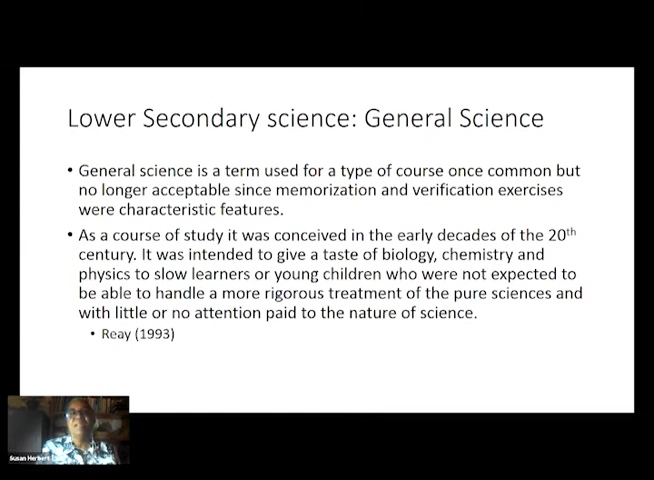 Lower Secondary science: General Science
• General science is a term used for a type of course once common but
no longer acceptable since memorization and verification exercises
were characteristic features.
• As a course of study it was conceived in the early decades of the 20th
century. It was intended to give a taste of biology, chemistry and
physics to slow learners or young children who were not expected to
be able to handle a more rigorous treatment of the pure sciences and
with little or no attention paid to the nature of science.
• Reay (1993)
Susan Herbert